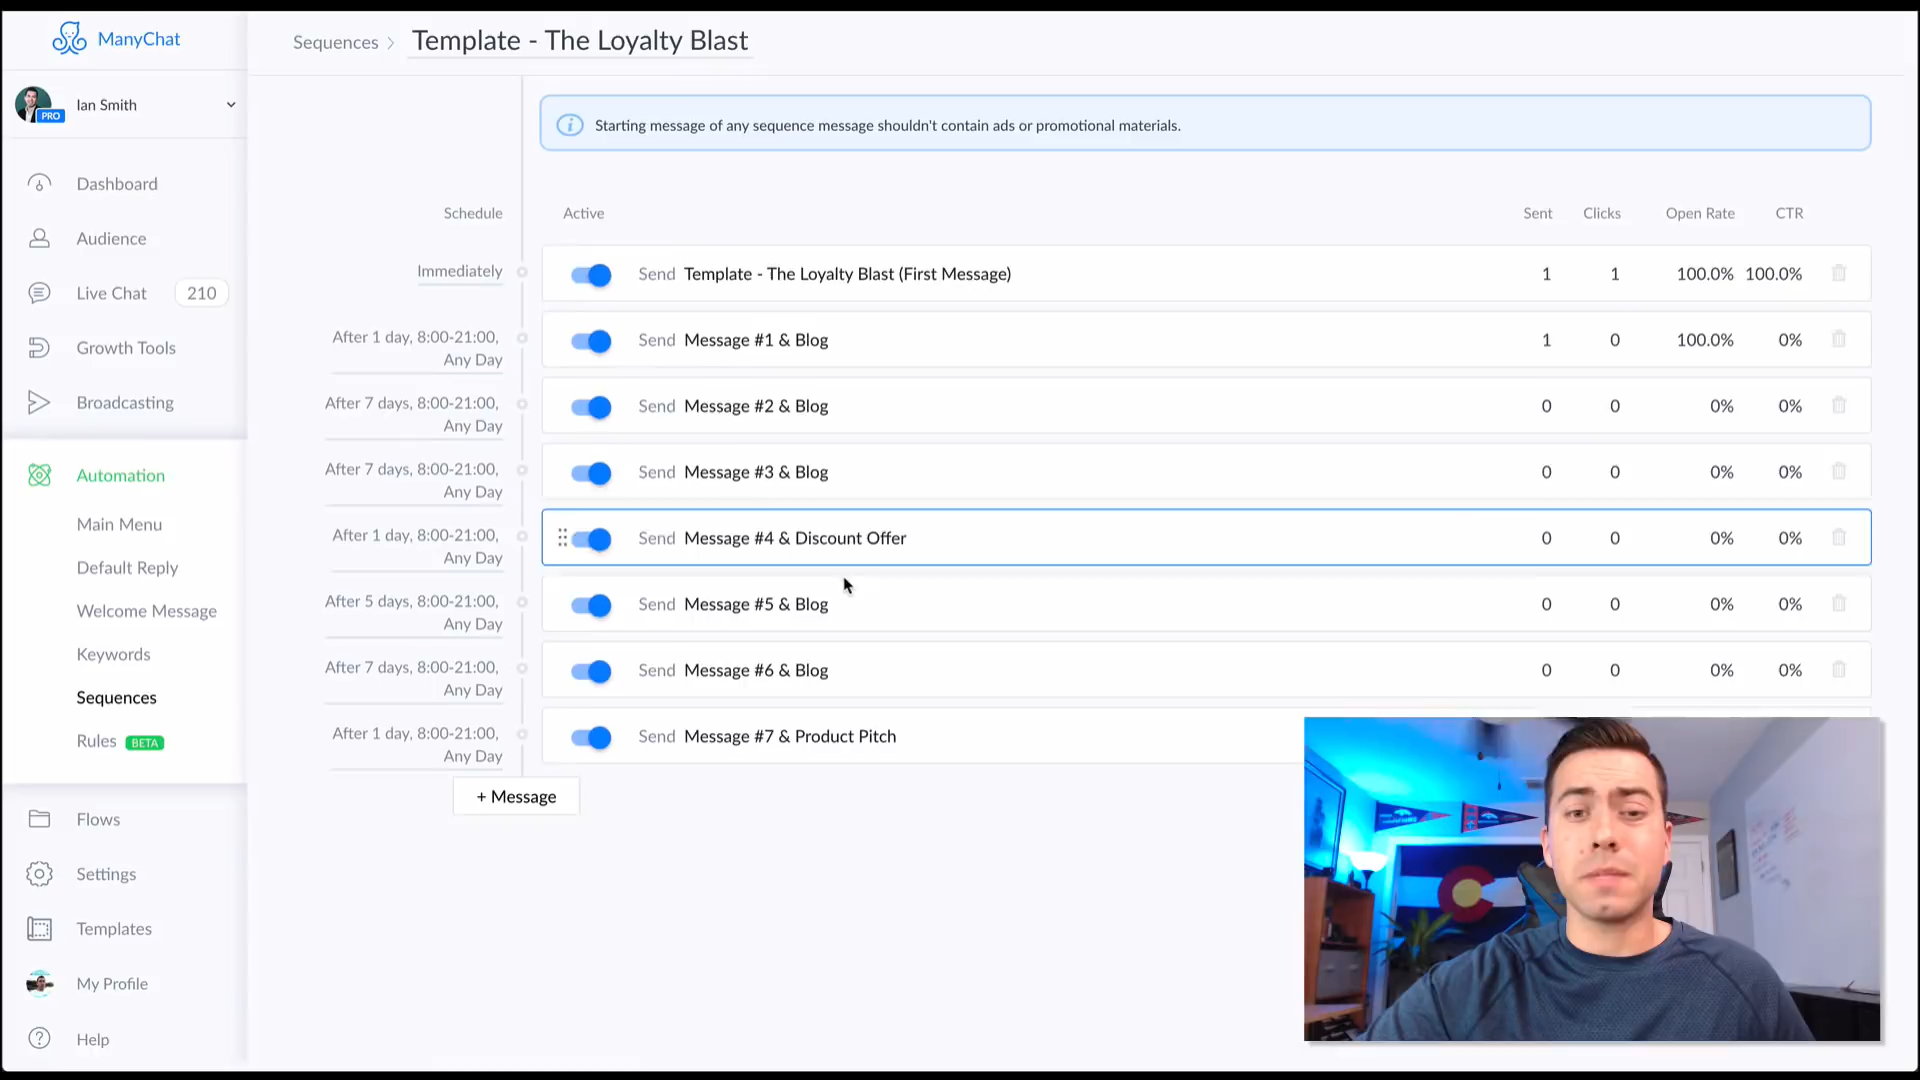 ManyChat
Sequences
Template - The Loyalty Blast
Ian Smith
PRO
Starting message of any sequence message shouldn't contain ads or promotional materials.
Dashboard
Audience
Live Chat 210
Growth Tools
Broadcasting
Automation
Main Menu
Default Reply
Welcome Message
Keywords
Sequences
Rules BETA
Flows
Settings
Templates
My Profile
Help
Schedule Active Sent Clicks Open Rate CTR
Immediately Send Template - The Loyalty Blast (First Message) 1 1 100.0% 100.0%
After 1 day, 8:00-21:00,
Any Day
Send Message #1 & Blog 1 0 100.0% 0%
After 7 days, 8:00-21:00,
Any Day
Send Message #2 & Blog 0 0 0% 0%
After 7 days, 8:00-21:00,
Any Day
Send Message #3 & Blog 0 0 0% 0%
After 1 day, 8:00-21:00,
Any Day
Send Message #4 & Discount Offer 0 0 0% 0%
After 5 days, 8:00-21:00,
Any Day
Send Message #5 & Blog 0 0 0% 0%
After 7 days, 8:00-21:00,
Any Day
Send Message #6 & Blog 0 0 0% 0%
After 1 day, 8:00-21:00,
Any Day
Send Message #7 & Product Pitch
+ Message